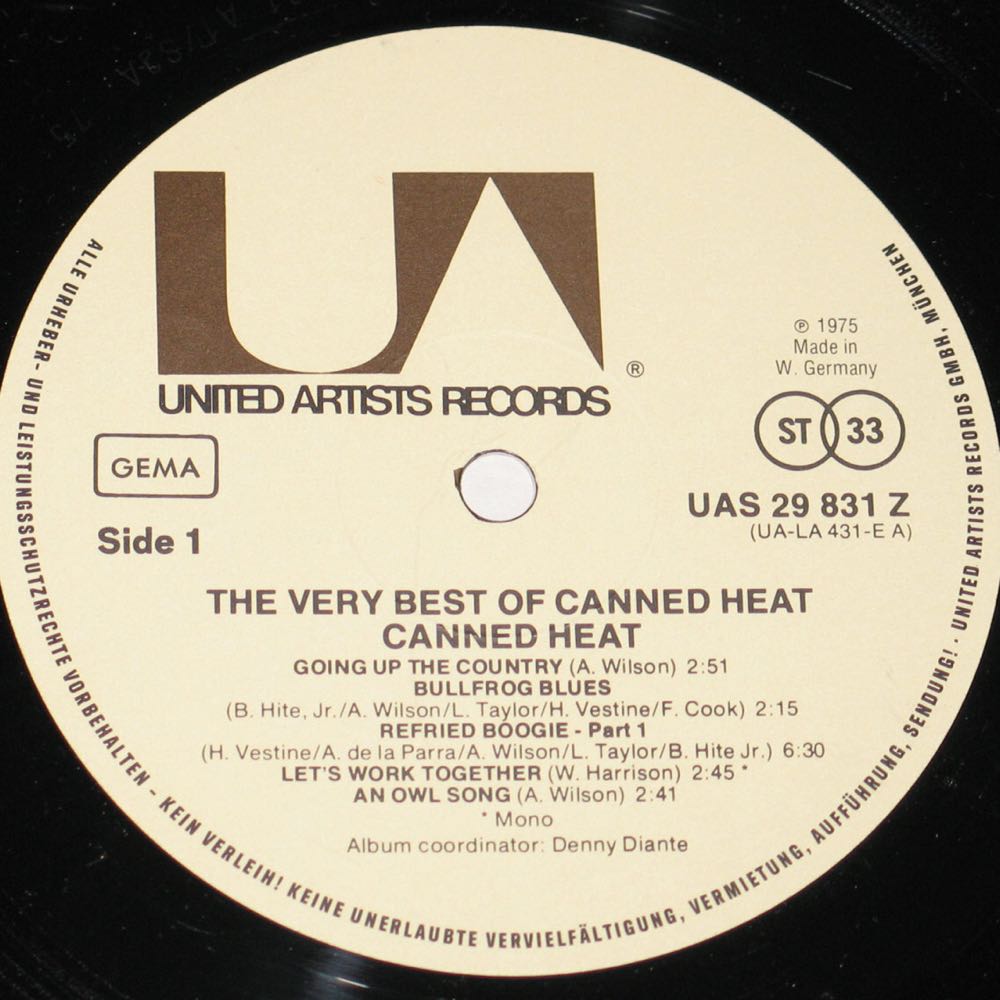 UA
UNITED ARTISTS RECORDS ®
℗ 1975
Made in
W. Germany
GEMA
ST 33
Side 1
UAS 29 831 Z
(UA-LA 431-E A)
THE VERY BEST OF CANNED HEAT
CANNED HEAT
GOING UP THE COUNTRY (A. Wilson) 2:51
BULLFROG BLUES
(B. Hite, Jr./A. Wilson/L. Taylor/H. Vestine/F. Cook) 2:15
REFRIED BOOGIE - Part 1
(H. Vestine/A. de la Parra/A. Wilson/L. Taylor/B. Hite Jr.) 6:30
LET'S WORK TOGETHER (W. Harrison) 2:45 *
AN OWL SONG (A. Wilson) 2:41
* Mono
Album coordinator: Denny Diante
ALLE URHEBER- UND LEISTUNGSSCHUTZRECHTE VORBEHALTEN - KEIN VERLEIH! KEINE UNERLAUBTE VERVIELFÄLTIGUNG, VERMIETUNG, AUFFÜHRUNG, SENDUNG! · UNITED ARTISTS RECORDS GMBH, MÜNCHEN